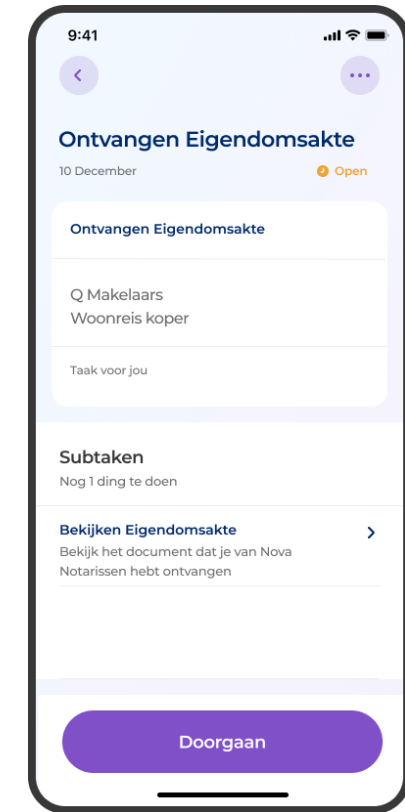 9:41
Ontvangen Eigendomsakte
10 December
Open
Ontvangen Eigendomsakte
Q Makelaars
Woonreis koper
Taak voor jou
Subtaken
Nog 1 ding te doen
Bekijken Eigendomsakte
Bekijk het document dat je van Nova
Notarissen hebt ontvangen
Doorgaan